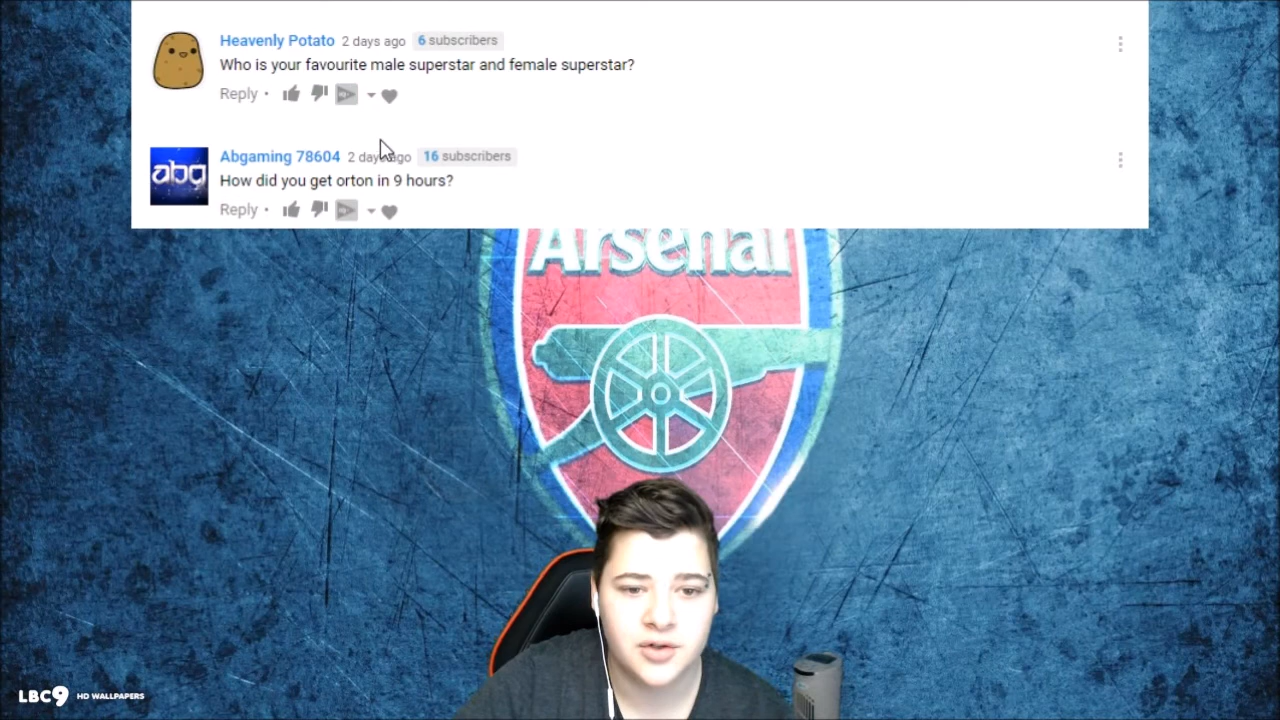 Heavenly Potato 2 days ago 6 subscribers
Who is your favourite male superstar and female superstar?
Reply •
abg
Abgaming 78604 2 days ago 16 subscribers
How did you get orton in 9 hours?
Reply •
Arsenal
LBC9 HD WALLPAPERS